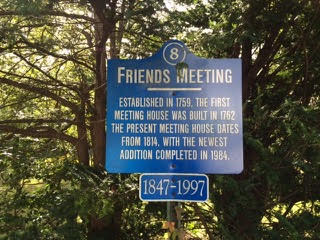 8
FRIENDS MEETING
ESTABLISHED IN 1759, THE FIRST
MEETING HOUSE WAS BUILT IN 1762
THE PRESENT MEETING HOUSE DATES
FROM 1814, WITH THE NEWEST
ADDITION COMPLETED IN 1984.
1847-1997